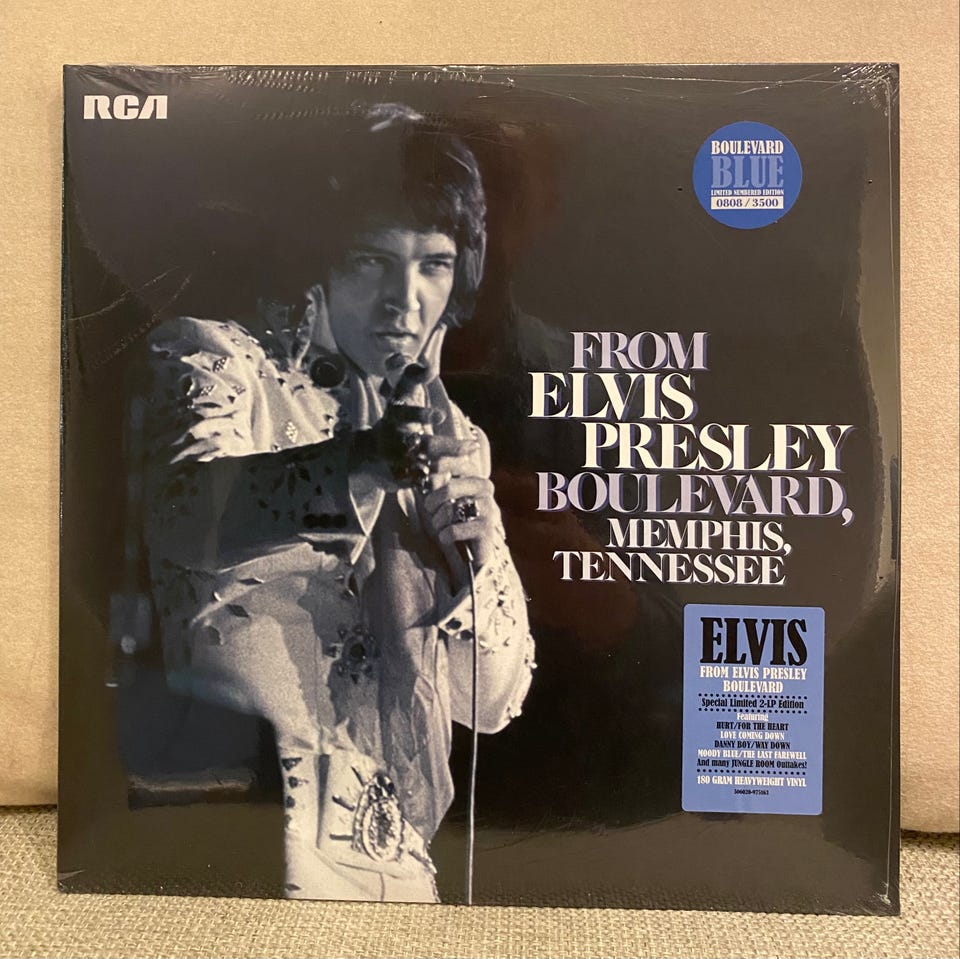 RCA
BOULEVARD
BLUE
LIMITED NUMBERED EDITION
0808 / 3500
FROM
ELVIS
PRESLEY
BOULEVARD,
MEMPHIS,
TENNESSEE
ELVIS
FROM ELVIS PRESLEY
BOULEVARD
Special Limited 2-LP Edition
Featuring
HURT/FOR THE HEART
LOVE COMING DOWN
DANNY BOY/WAY DOWN
MOODY BLUE/THE LAST FAREWELL
And many JUNGLE ROOM Outtakes!
180 GRAM HEAVYWEIGHT VINYL
506020-975163